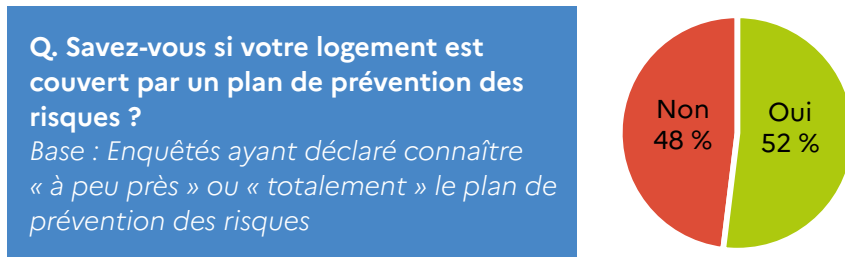 Q. Savez-vous si votre logement est
couvert par un plan de prévention des
risques ?
Base : Enquêtés ayant déclaré connaître
« à peu près » ou « totalement » le plan de
prévention des risques
Non
48 %
Oui
52 %